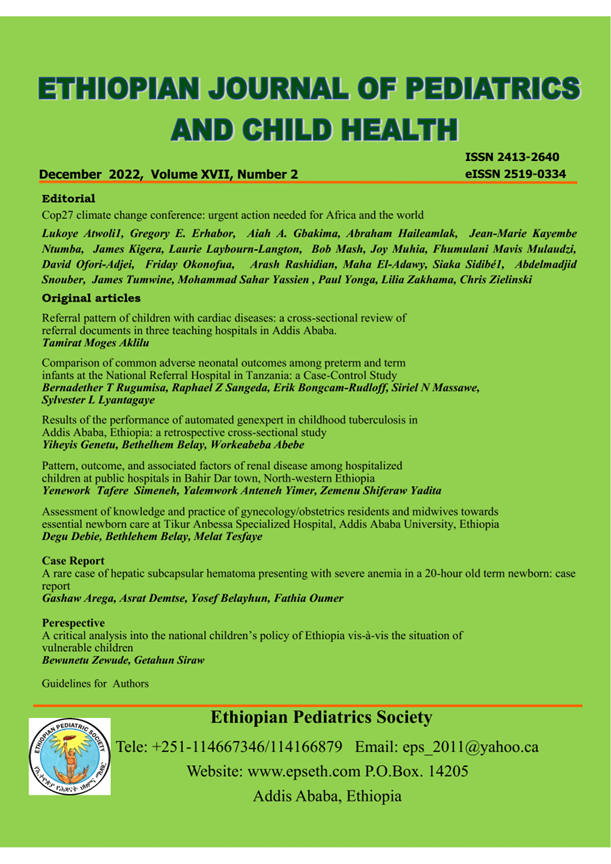 ETHIOPIAN JOURNAL OF PEDIATRICS
AND CHILD HEALTH
ISSN 2413-2640
December 2022, Volume XVII, Number 2
eISSN 2519-0334
Editorial
Cop27 climate change conference: urgent action needed for Africa and the world
Lukoye Atwoli1, Gregory E. Erhabor, Aiah A. Gbakima, Abraham Haileamlak, Jean-Marie Kayembe
Ntumba, James Kigera, Laurie Laybourn-Langton, Bob Mash, Joy Muhia, Fhumulani Mavis Mulaudzi,
David Ofori-Adjei, Friday Okonofua, Arash Rashidian, Maha El-Adawy, Siaka Sidibé1, Abdelmadjid
Snouber, James Tumwine, Mohammad Sahar Yassien , Paul Yonga, Lilia Zakhama, Chris Zielinski
Original articles
Referral pattern of children with cardiac diseases: a cross-sectional review of
referral documents in three teaching hospitals in Addis Ababa.
Tamirat Moges Aklilu
Comparison of common adverse neonatal outcomes among preterm and term
infants at the National Referral Hospital in Tanzania: a Case-Control Study
Bernadether T Rugumisa, Raphael Z Sangeda, Erik Bongcam-Rudloff, Siriel N Massawe,
Sylvester L Lyantagaye
Results of the performance of automated genexpert in childhood tuberculosis in
Addis Ababa, Ethiopia: a retrospective cross-sectional study
Yiheyis Genetu, Bethelhem Belay, Workeabeba Abebe
Pattern, outcome, and associated factors of renal disease among hospitalized
children at public hospitals in Bahir Dar town, North-western Ethiopia
Yenework Tafere Simeneh, Yalemwork Anteneh Yimer, Zemenu Shiferaw Yadita
Assessment of knowledge and practice of gynecology/obstetrics residents and midwives towards
essential newborn care at Tikur Anbessa Specialized Hospital, Addis Ababa University, Ethiopia
Degu Debie, Bethlehem Belay, Melat Tesfaye
Case Report
A rare case of hepatic subcapsular hematoma presenting with severe anemia in a 20-hour old term newborn: case
report
Gashaw Arega, Asrat Demtse, Yosef Belayhun, Fathia Oumer
Perespective
A critical analysis into the national children's policy of Ethiopia vis-à-vis the situation of
vulnerable children
Bewunetu Zewude, Getahun Siraw
Guidelines for Authors
Ethiopian Pediatrics Society
ETHIOPIAN PEDIATRIC SOCIETY
Tele: +251-114667346/114166879 Email: eps_2011@yahoo.ca
Website: www.epseth.com P.O.Box. 14205
Addis Ababa, Ethiopia